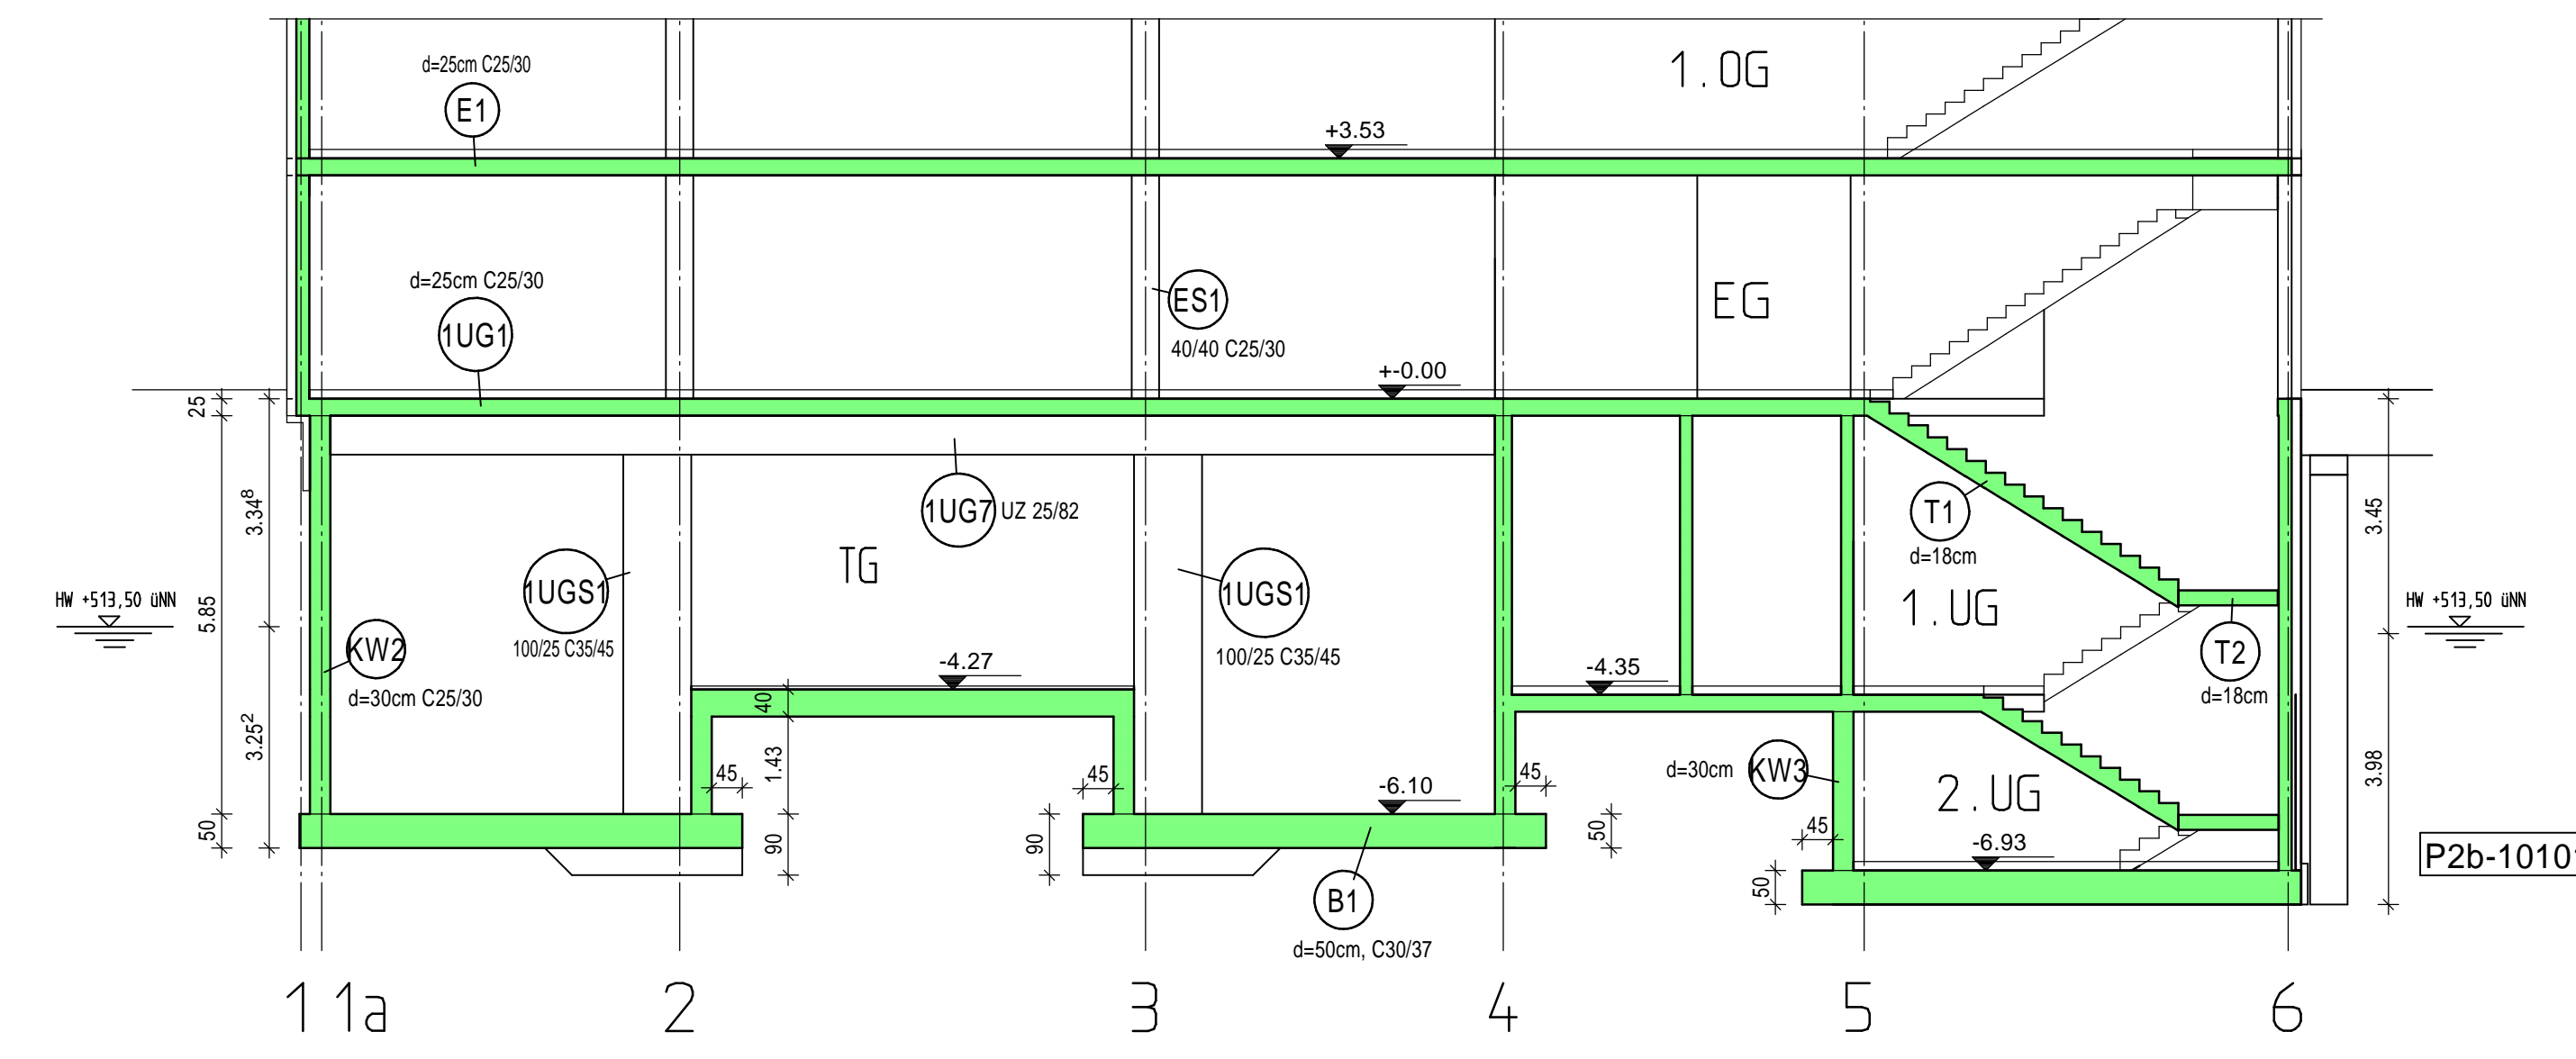 d=25cm C25/30
E1
1.OG
+3.53
d=25cm C25/30
1UG1
ES1
40/40 C25/30
EG
+-0.00
25
3.34⁸
5.85
3.25²
50
HW +513,50 üNN
KW2
d=30cm C25/30
1UGS1
100/25 C35/45
1UG7 UZ 25/82
TG
1UGS1
100/25 C35/45
-4.27
40
1.43
45
90
45
90
-6.10
45
50
B1
d=50cm, C30/37
-4.35
T1
d=18cm
1.UG
T2
d=18cm
d=30cm KW3
2.UG
45
50
-6.93
3.45
HW +513,50 üNN
3.98
1 1a 2 3 4 5 6